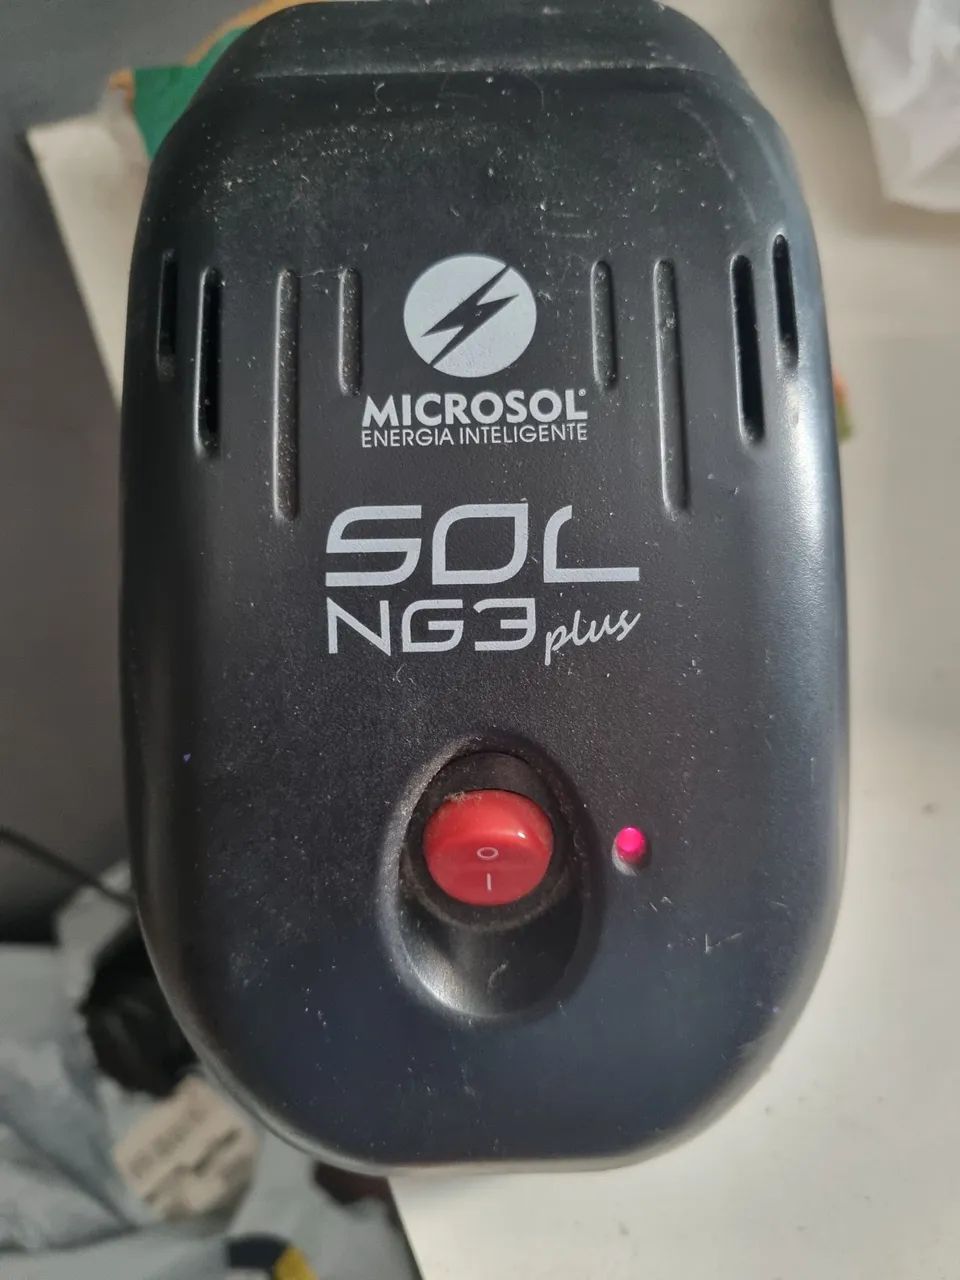 MICROSOL®
ENERGIA INTELIGENTE
SOL
NG3 plus
O
I